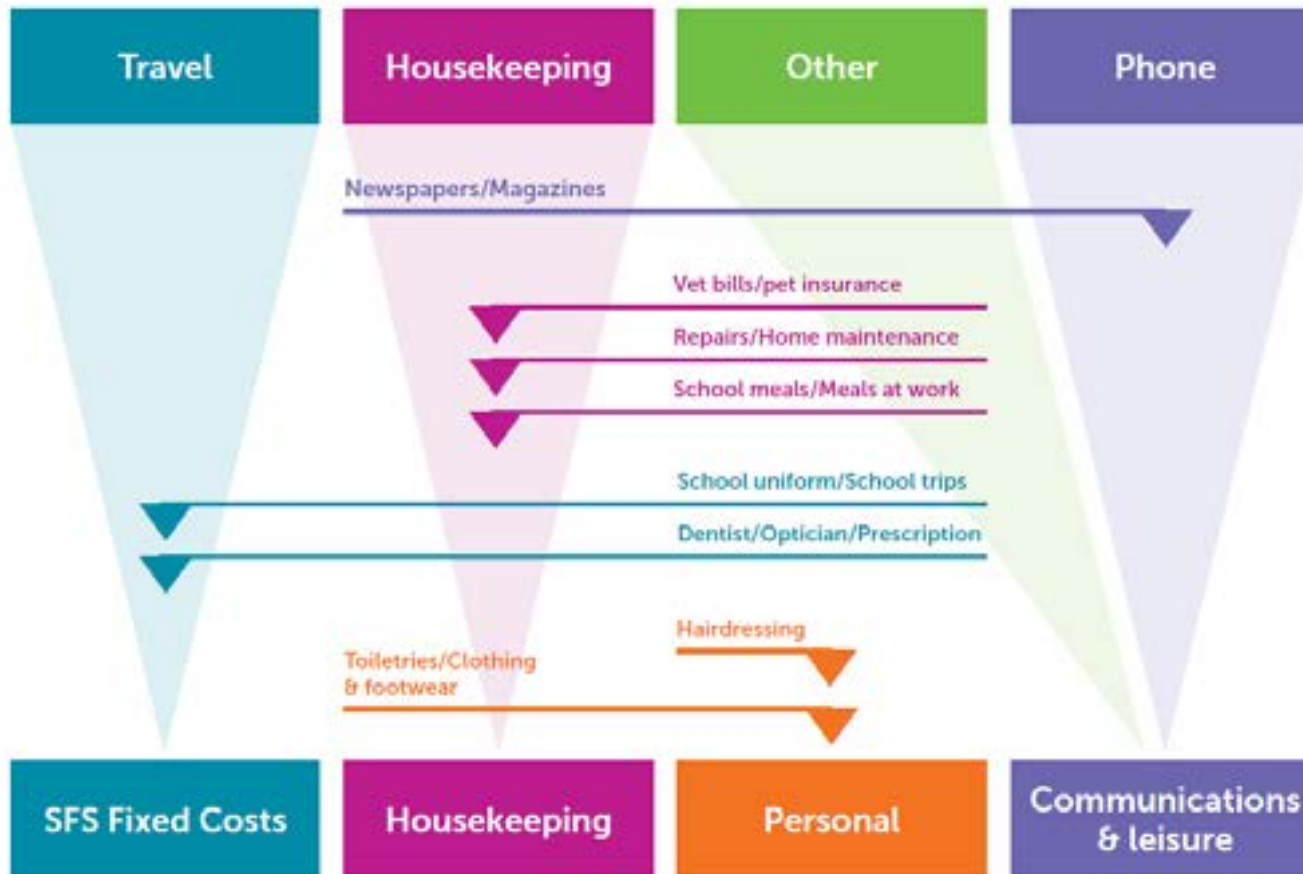 Travel
Housekeeping
Other
Phone
Newspapers/Magazines
Vet bills/pet insurance
Repairs/Home maintenance
School meals/Meals at work
School uniform/School trips
Dentist/Optician/Prescription
Hairdressing
Toiletries/Clothing
& footwear
SFS Fixed Costs
Housekeeping
Personal
Communications
& leisure